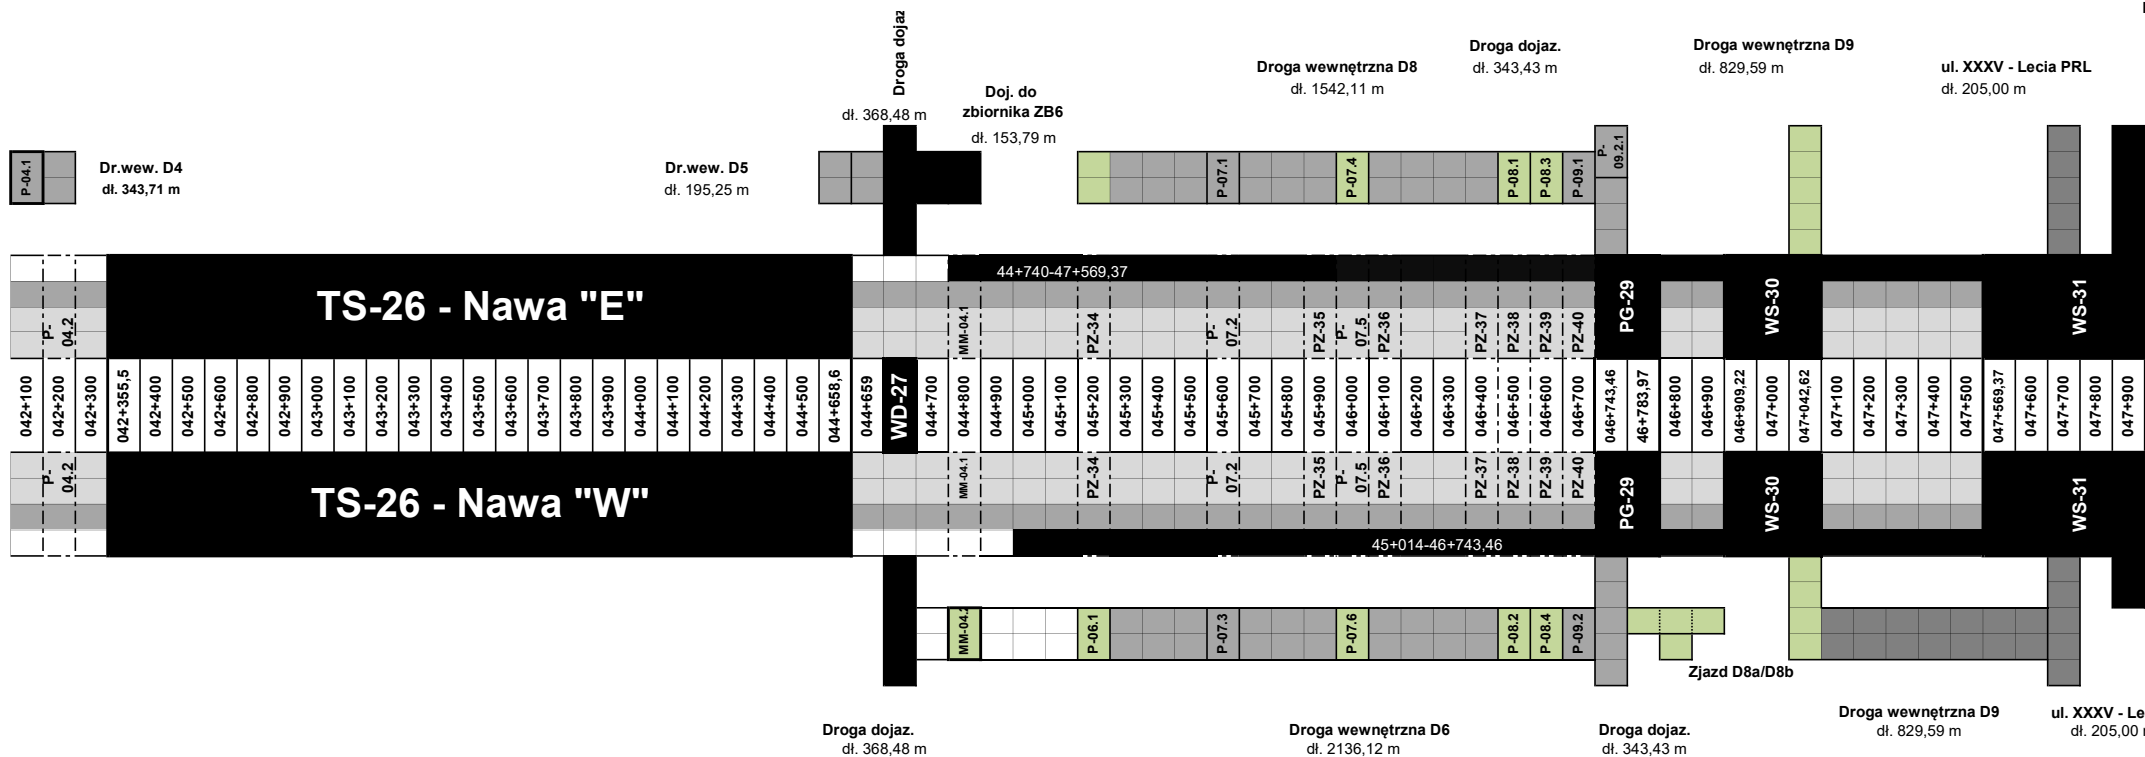 Droga dojaz
dł. 368,48 m
Doj. do
zbiornika ZB6
dł. 153,79 m
Droga wewnętrzna D8
dł. 1542,11 m
Droga dojaz.
dł. 343,43 m
Droga wewnętrzna D9
dł. 829,59 m
ul. XXXV - Lecia PRL
dł. 205,00 m
P-04.1
Dr.wew. D4
dł. 343,71 m
Dr.wew. D5
dł. 195,25 m
P-07.1
P-07.4
P-08.1
P-08.3
P-09.1
P-
09.2.1
44+740-47+569,37
P-
04.2
TS-26 - Nawa "E"
MM-04.1
PZ-34
P-
07.2
PZ-35
P-
07.5
PZ-36
PZ-37
PZ-38
PZ-39
PZ-40
PG-29
WS-30
WS-31
042+100
042+200
042+300
042+355,5
042+400
042+500
042+600
042+800
042+900
043+000
043+100
043+200
043+300
043+400
043+500
043+600
043+700
043+800
043+900
044+000
044+100
044+200
044+300
044+400
044+500
044+658,6
044+659
WD-27
044+700
044+800
044+900
045+000
045+100
045+200
045+300
045+400
045+500
045+600
045+700
045+800
045+900
046+000
046+100
046+200
046+300
046+400
046+500
046+600
046+700
046+743,46
46+783,97
046+800
046+900
046+909,22
047+000
047+042,62
047+100
047+200
047+300
047+400
047+500
047+569,37
047+600
047+700
047+800
047+900
P-
04.2
TS-26 - Nawa "W"
MM-04.1
PZ-34
P-
07.2
PZ-35
P-
07.5
PZ-36
PZ-37
PZ-38
PZ-39
PZ-40
PG-29
WS-30
WS-31
45+014-46+743,46
MM-04.2
P-06.1
P-07.3
P-07.6
P-08.2
P-08.4
P-09.2
Zjazd D8a/D8b
Droga dojaz.
dł. 368,48 m
Droga wewnętrzna D6
dł. 2136,12 m
Droga dojaz.
dł. 343,43 m
Droga wewnętrzna D9
dł. 829,59 m
ul. XXXV - Le
dł. 205,00